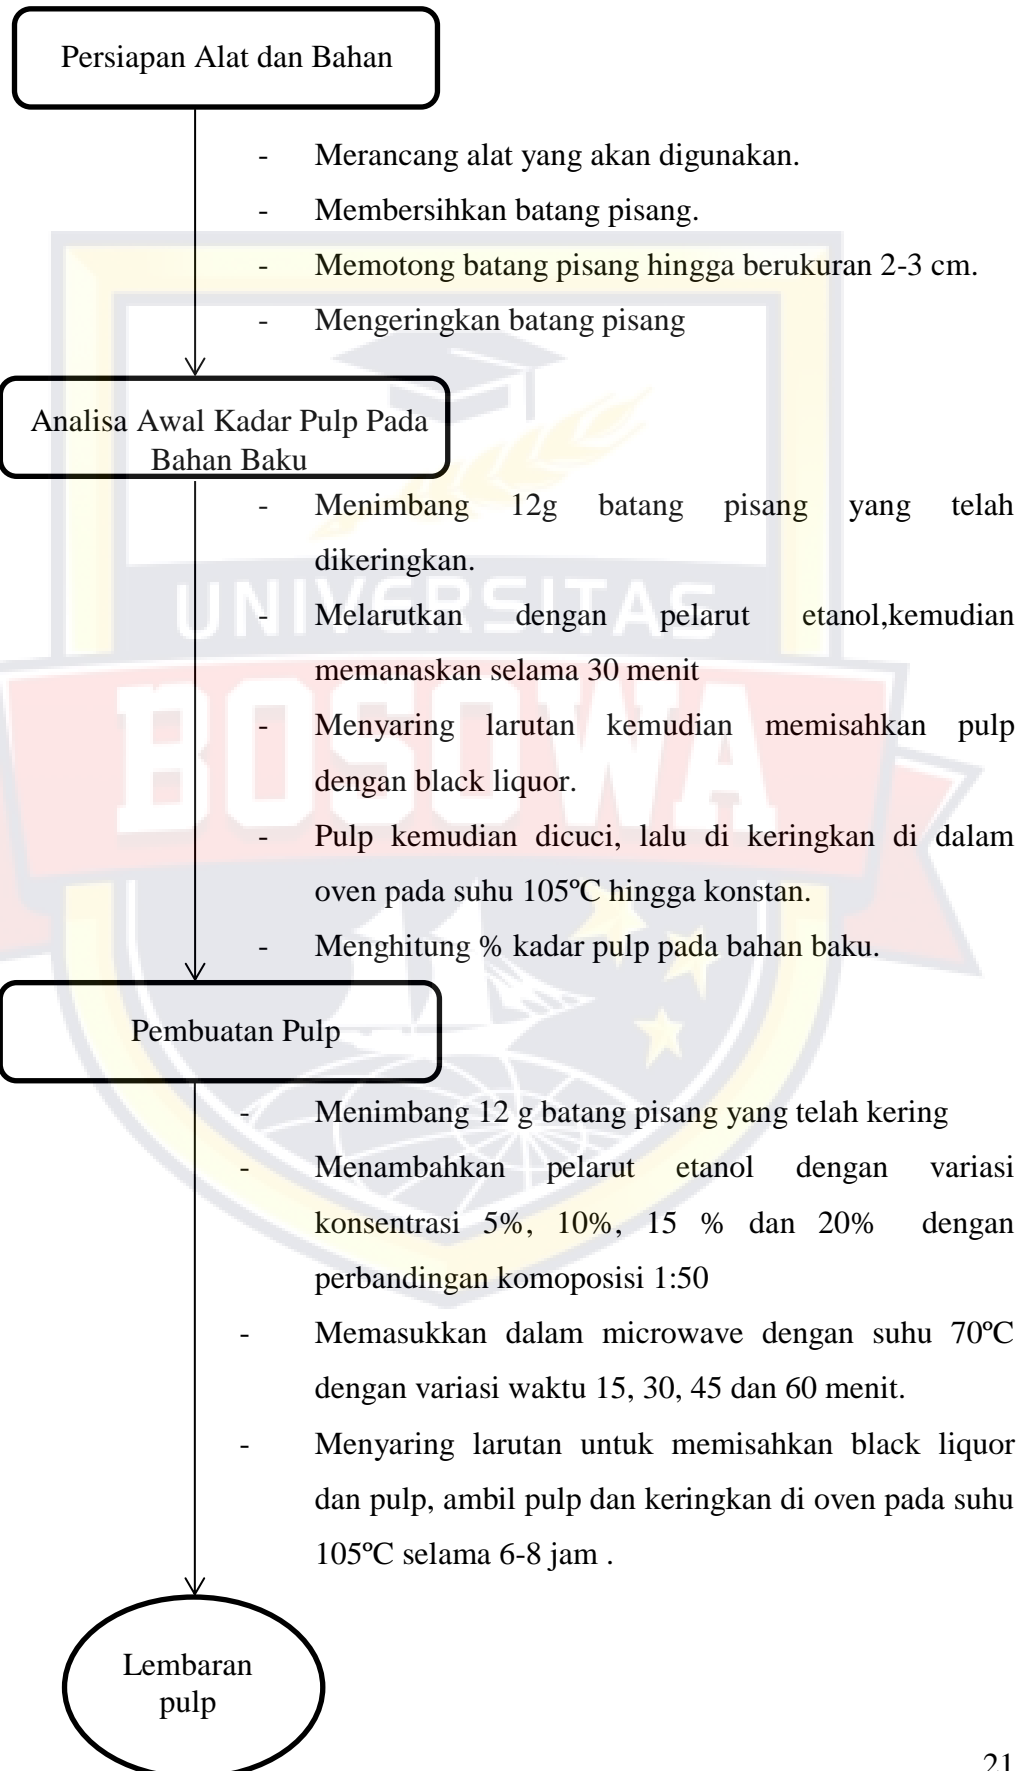 Persiapan Alat dan Bahan
- Merancang alat yang akan digunakan.
- Membersihkan batang pisang.
- Memotong batang pisang hingga berukuran 2-3 cm.
- Mengeringkan batang pisang
Analisa Awal Kadar Pulp Pada
Bahan Baku
- Menimbang 12g batang pisang yang telah
dikeringkan.
- Melarutkan dengan pelarut etanol,kemudian
memanaskan selama 30 menit
- Menyaring larutan kemudian memisahkan pulp
dengan black liquor.
- Pulp kemudian dicuci, lalu di keringkan di dalam
oven pada suhu 105ºC hingga konstan.
- Menghitung % kadar pulp pada bahan baku.
UNIVERSITAS
BOSOWA
Pembuatan Pulp
- Menimbang 12 g batang pisang yang telah kering
- Menambahkan pelarut etanol dengan variasi
konsentrasi 5%, 10%, 15 % dan 20% dengan
perbandingan komoposisi 1:50
- Memasukkan dalam microwave dengan suhu 70ºC
dengan variasi waktu 15, 30, 45 dan 60 menit.
- Menyaring larutan untuk memisahkan black liquor
dan pulp, ambil pulp dan keringkan di oven pada suhu
105ºC selama 6-8 jam .
Lembaran
pulp
21